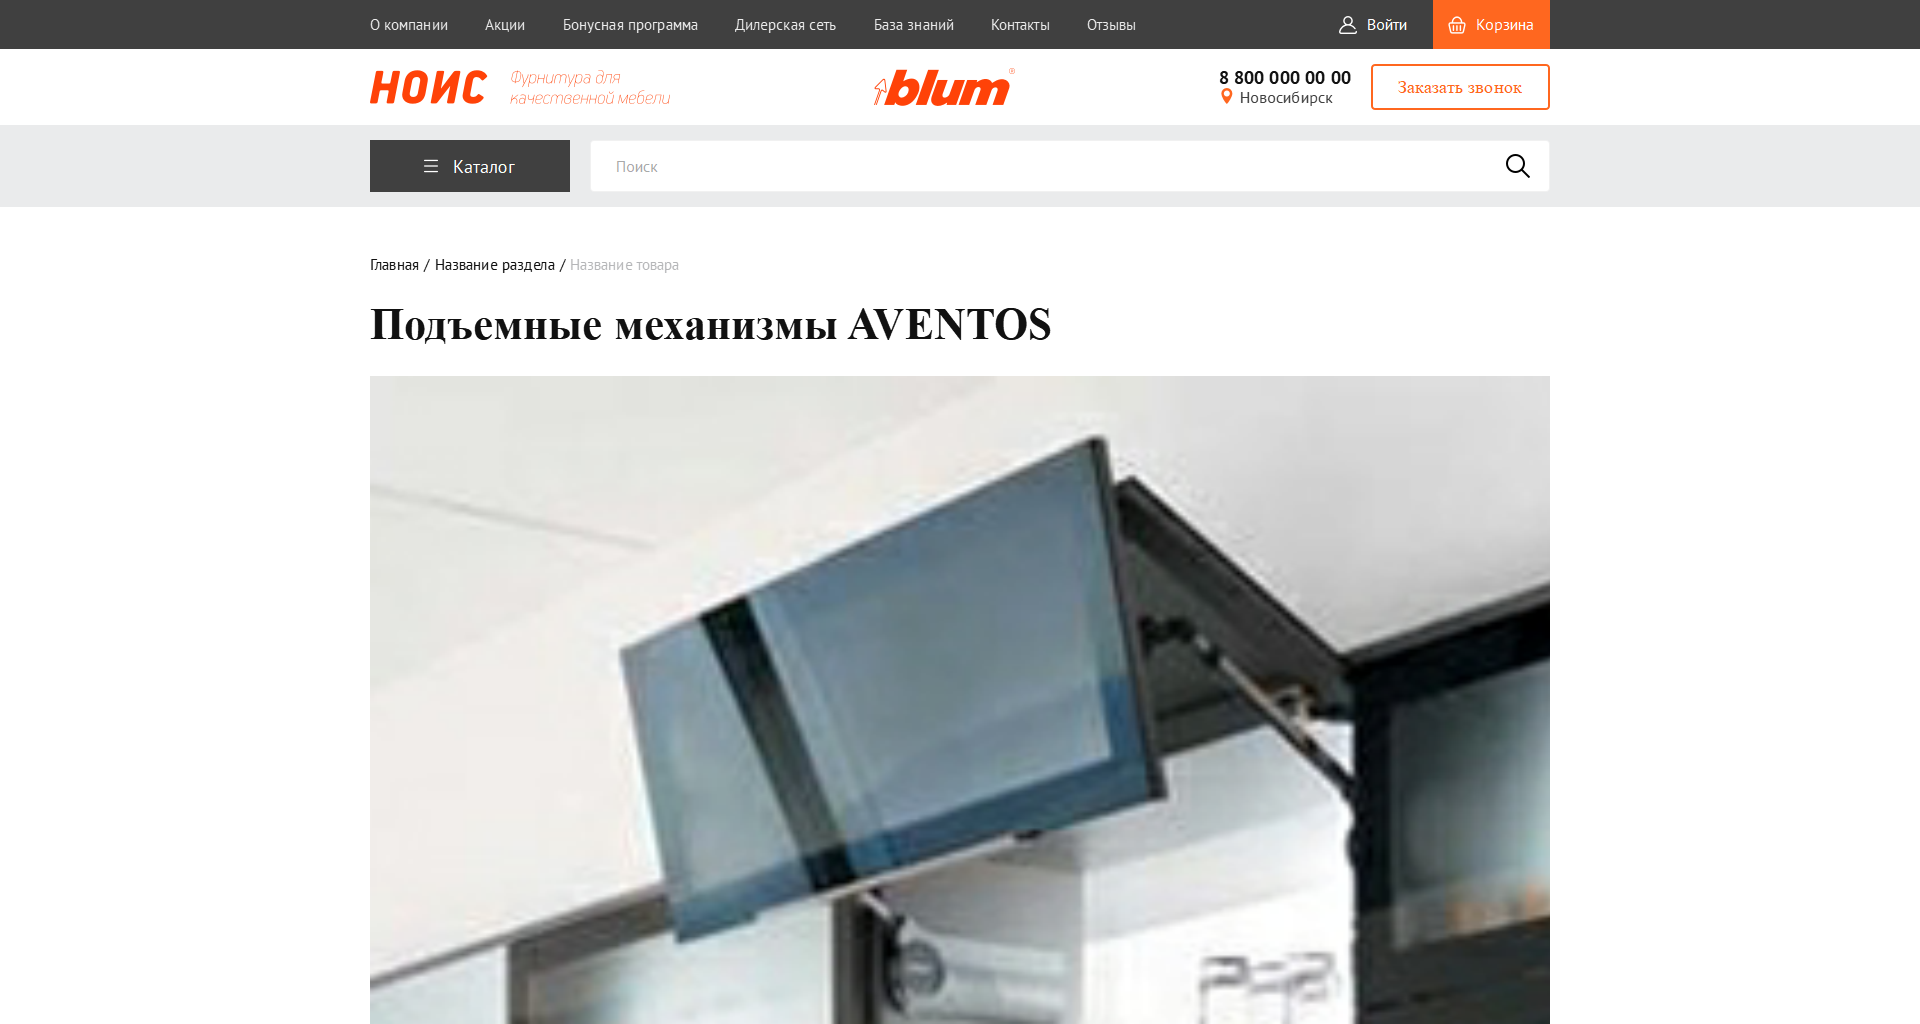 О компании Акции Бонусная программа Дилерская сеть База знаний Контакты Отзывы Войти Корзина
НОИС Фурнитура для качественной мебели
blum®
8 800 000 00 00
Новосибирск
Заказать звонок
Каталог
Поиск
Главная / Название раздела / Название товара
Подъемные механизмы AVENTOS